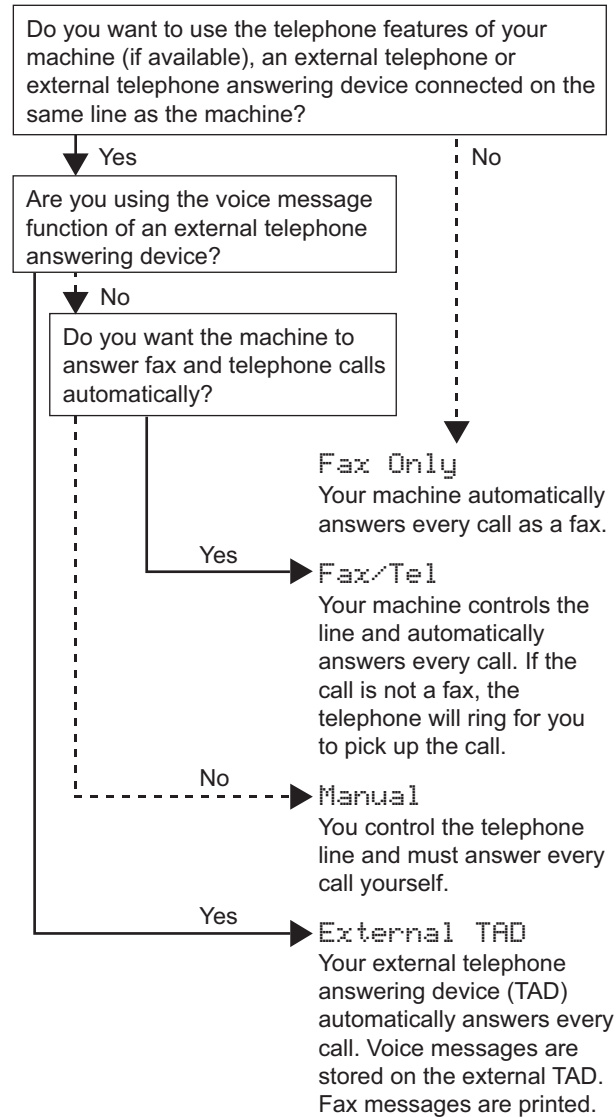 Do you want to use the telephone features of your
machine (if available), an external telephone or
external telephone answering device connected on the
same line as the machine?
Yes
No
Are you using the voice message
function of an external telephone
answering device?
No
Do you want the machine to
answer fax and telephone calls
automatically?
Fax Only
Your machine automatically
answers every call as a fax.
Yes
Fax/Tel
Your machine controls the
line and automatically
answers every call. If the
call is not a fax, the
telephone will ring for you
to pick up the call.
No
Manual
You control the telephone
line and must answer every
call yourself.
Yes
External TAD
Your external telephone
answering device (TAD)
automatically answers every
call. Voice messages are
stored on the external TAD.
Fax messages are printed.